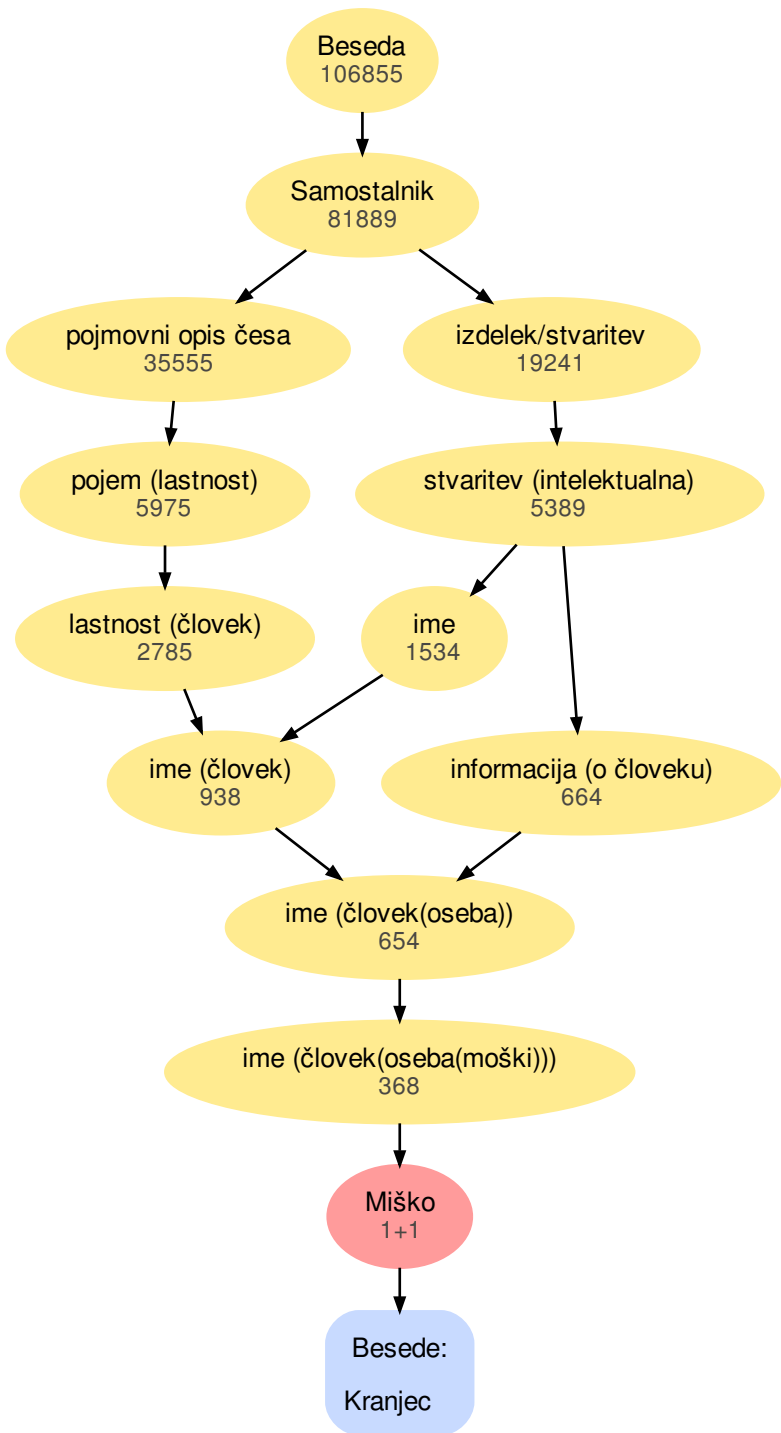 Beseda
106855
Samostalnik
81889
pojmovni opis česa
35555
izdelek/stvaritev
19241
pojem (lastnost)
5975
stvaritev (intelektualna)
5389
lastnost (človek)
2785
ime
1534
ime (človek)
938
informacija (o človeku)
664
ime (človek(oseba))
654
ime (človek(oseba(moški)))
368
Miško
1+1
Besede:
Kranjec